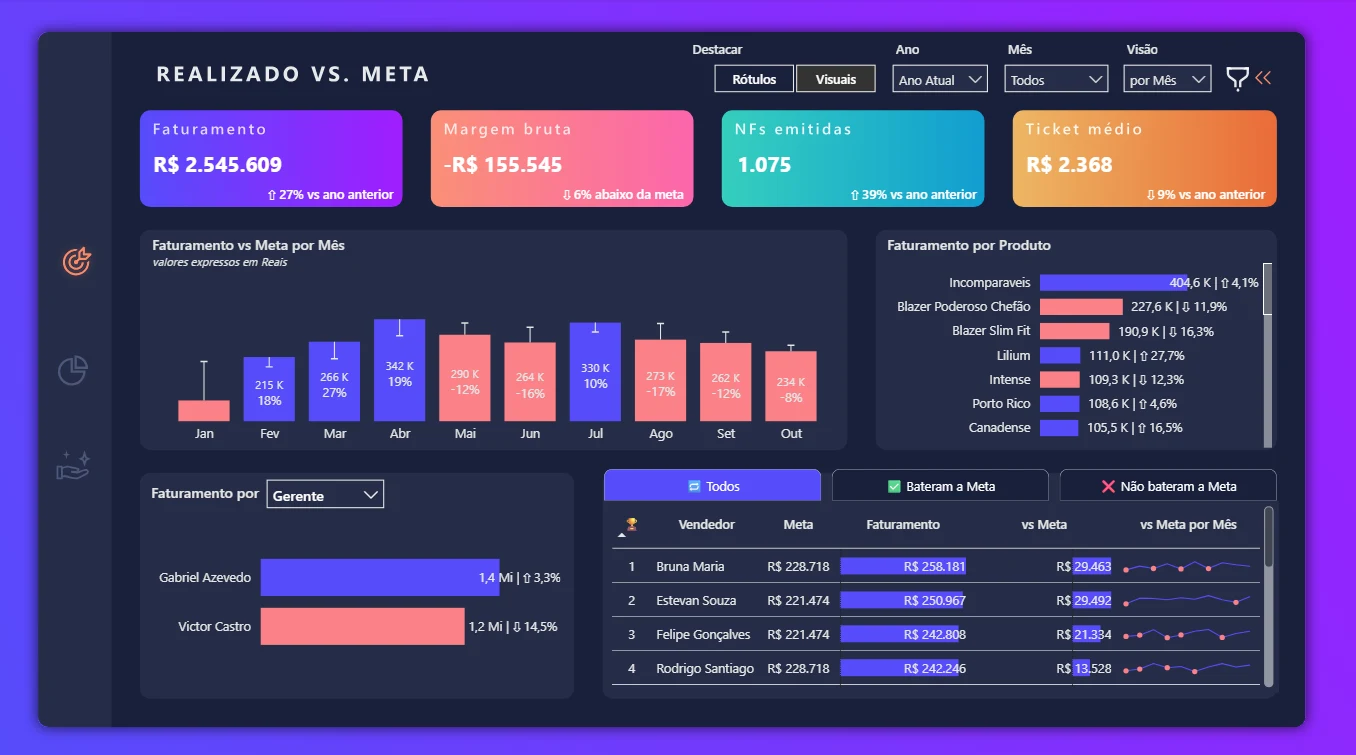 Destacar Ano Mês Visão
REALIZADO VS. META
Rótulos Visuais Ano Atual Todos por Mês
Faturamento
R$ 2.545.609
⇧ 27% vs ano anterior
Margem bruta
-R$ 155.545
⇩ 6% abaixo da meta
NFs emitidas
1.075
⇧ 39% vs ano anterior
Ticket médio
R$ 2.368
⇩ 9% vs ano anterior
Faturamento vs Meta por Mês
valores expressos em Reais
215 K
18%
266 K
27%
342 K
19%
290 K
-12%
264 K
-16%
330 K
10%
273 K
-17%
262 K
-12%
234 K
-8%
Jan Fev Mar Abr Mai Jun Jul Ago Set Out
Faturamento por Produto
Incomparaveis 404,6 K | ⇧ 4,1%
Blazer Poderoso Chefão 227,6 K | ⇩ 11,9%
Blazer Slim Fit 190,9 K | ⇩ 16,3%
Lilium 111,0 K | ⇧ 27,7%
Intense 109,3 K | ⇩ 12,3%
Porto Rico 108,6 K | ⇧ 4,6%
Canadense 105,5 K | ⇧ 16,5%
Faturamento por Gerente
Gabriel Azevedo 1,4 Mi | ⇧ 3,3%
Victor Castro 1,2 Mi | ⇩ 14,5%
Todos Bateram a Meta Não bateram a Meta
Vendedor Meta Faturamento vs Meta vs Meta por Mês
1 Bruna Maria R$ 228.718 R$ 258.181 R$ 29.463
2 Estevan Souza R$ 221.474 R$ 250.967 R$ 29.492
3 Felipe Gonçalves R$ 221.474 R$ 242.808 R$ 21.334
4 Rodrigo Santiago R$ 228.718 R$ 242.246 R$ 13.528